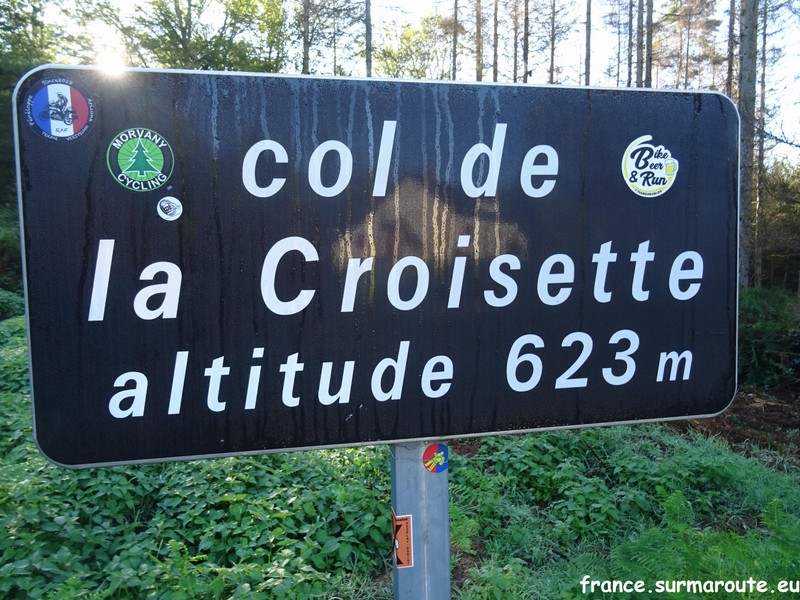 col de
la Croisette
altitude 623 m
MORVANY
CYCLING
Bike
Beer
& Run
france.surmaroute.eu